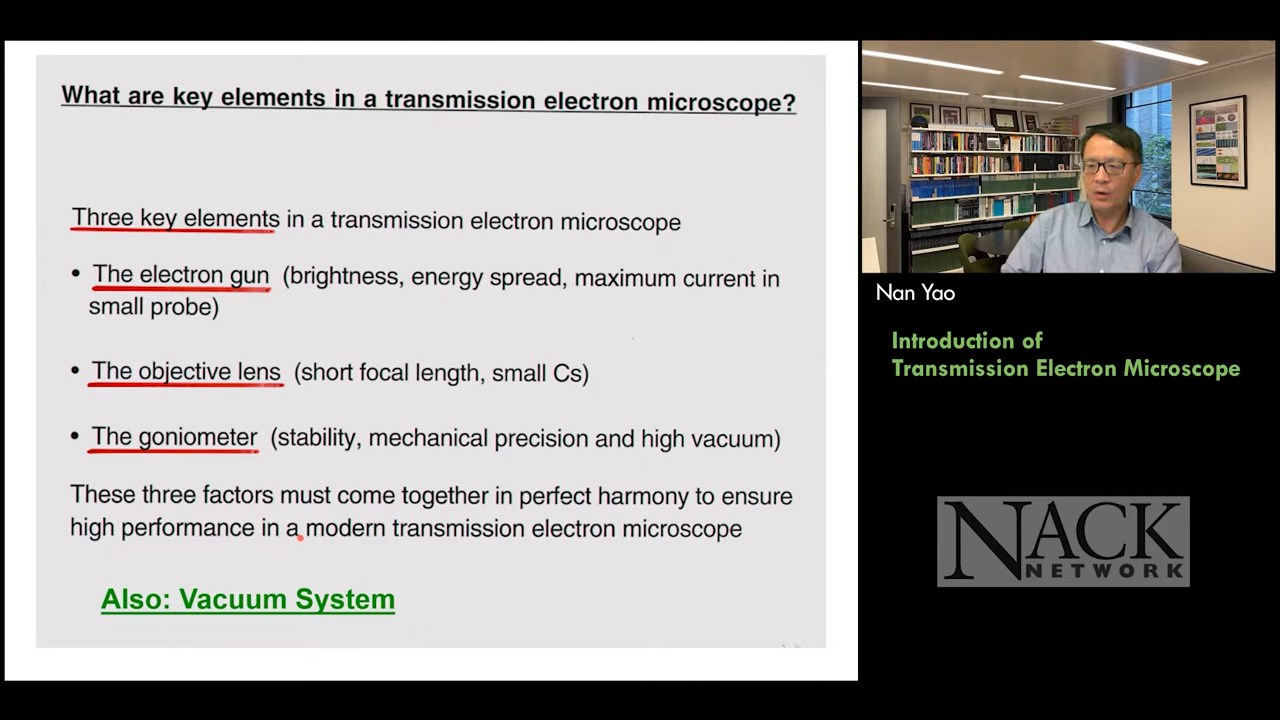 What are key elements in a transmission electron microscope?
Three key elements in a transmission electron microscope
• The electron gun (brightness, energy spread, maximum current in
small probe)
• The objective lens (short focal length, small Cs)
• The goniometer (stability, mechanical precision and high vacuum)
These three factors must come together in perfect harmony to ensure
high performance in a modern transmission electron microscope
Also: Vacuum System
Nan Yao
Introduction of
Transmission Electron Microscope
NACK
NETWORK